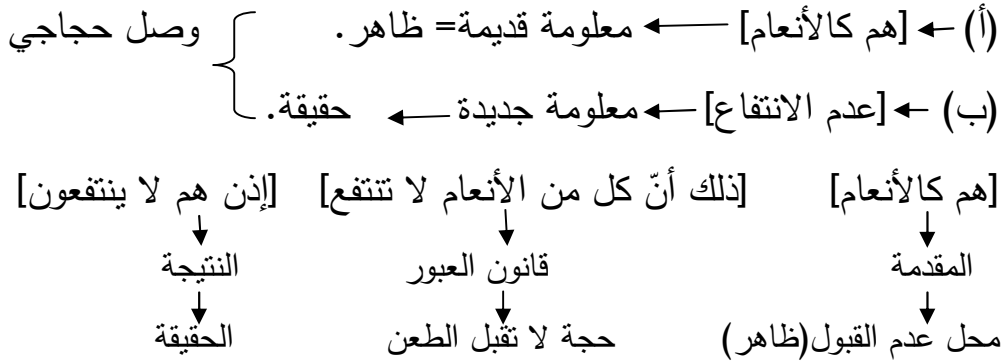 (أ) ← [هم كالأنعام] ← معلومة قديمة= ظاهر. وصل حجاجي
(ب) ← [عدم الانتفاع] ← معلومة جديدة ← حقيقة.
[هم كالأنعام] [ذلك أنّ كل من الأنعام لا تنتفع] [إذن هم لا ينتفعون]
المقدمة قانون العبور النتيجة
محل عدم القبول(ظاهر) حجة لا تقبل الطعن الحقيقة